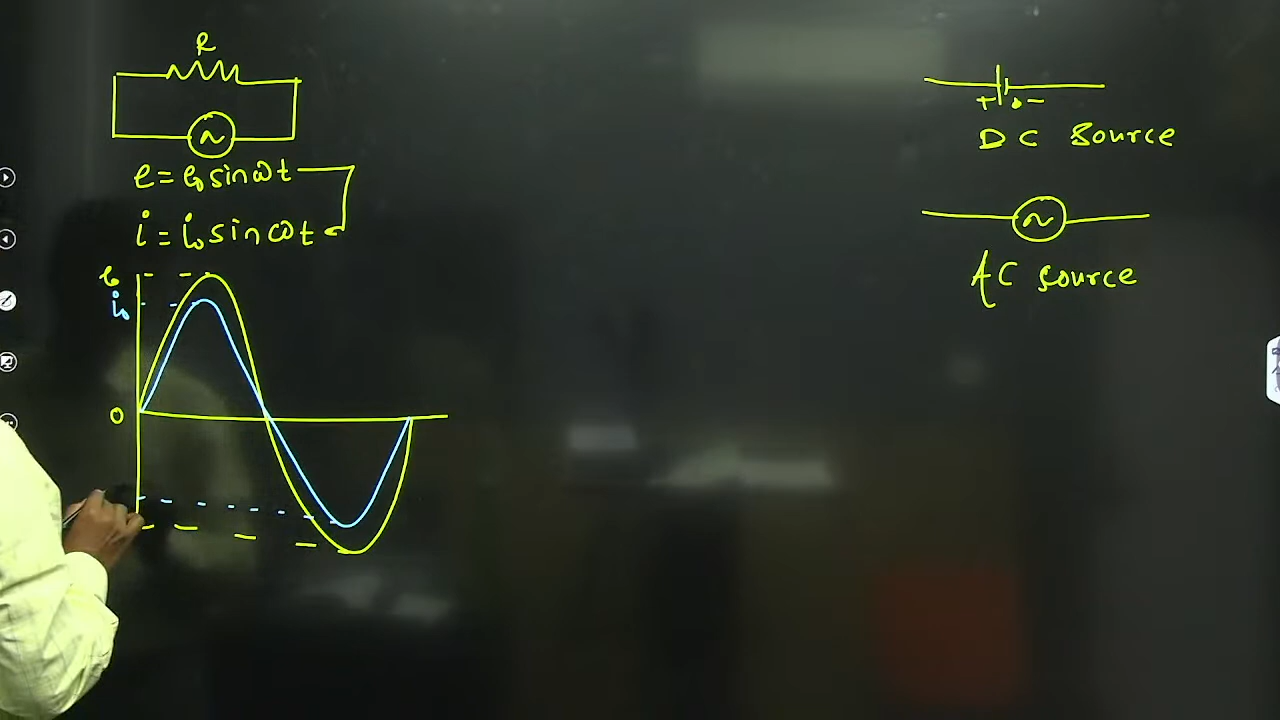 R
e = e₀ sin ωt
i = i₀ sin ωt
e₀
i₀
0
+ -
DC Source
AC source